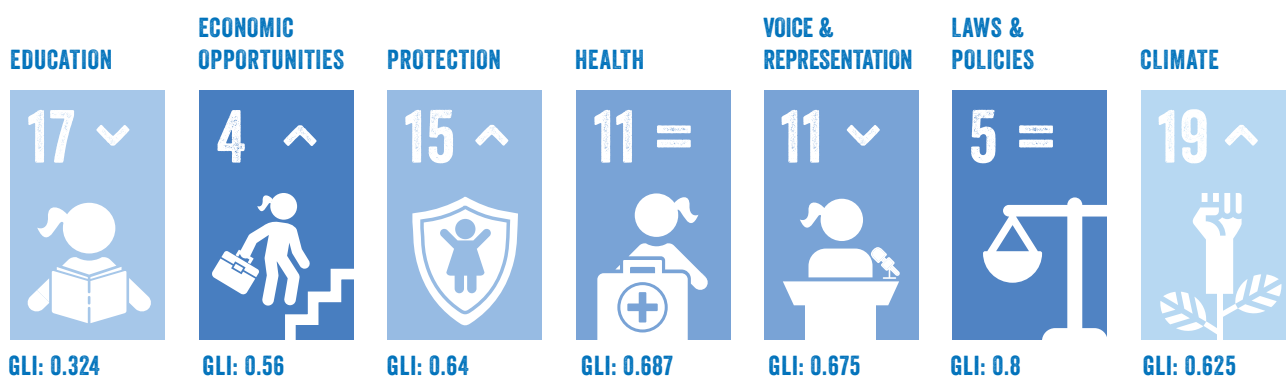 EDUCATION
ECONOMIC
OPPORTUNITIES
PROTECTION
HEALTH
VOICE &
REPRESENTATION
LAWS &
POLICIES
CLIMATE
17
4
15
11 =
11
5 =
19
GLI: 0.324
GLI: 0.56
GLI: 0.64
GLI: 0.687
GLI: 0.675
GLI: 0.8
GLI: 0.625